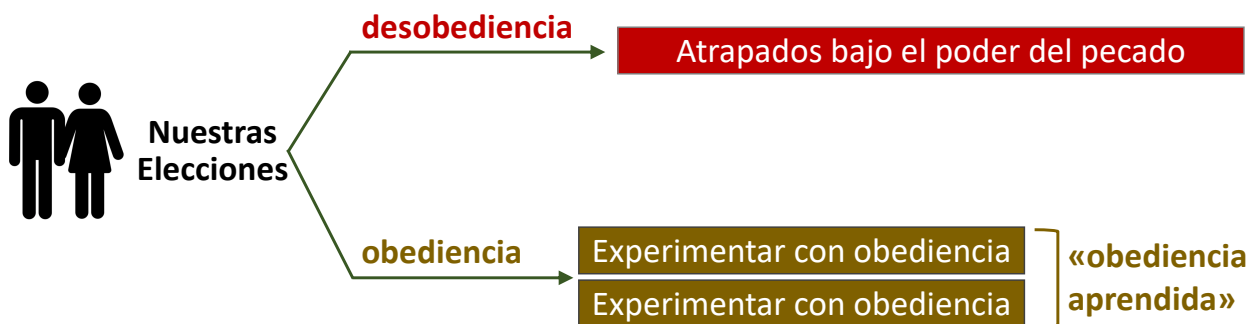 desobediencia
Atrapados bajo el poder del pecado
Nuestras
Elecciones
obediencia
Experimentar con obediencia
Experimentar con obediencia
«obediencia
aprendida»